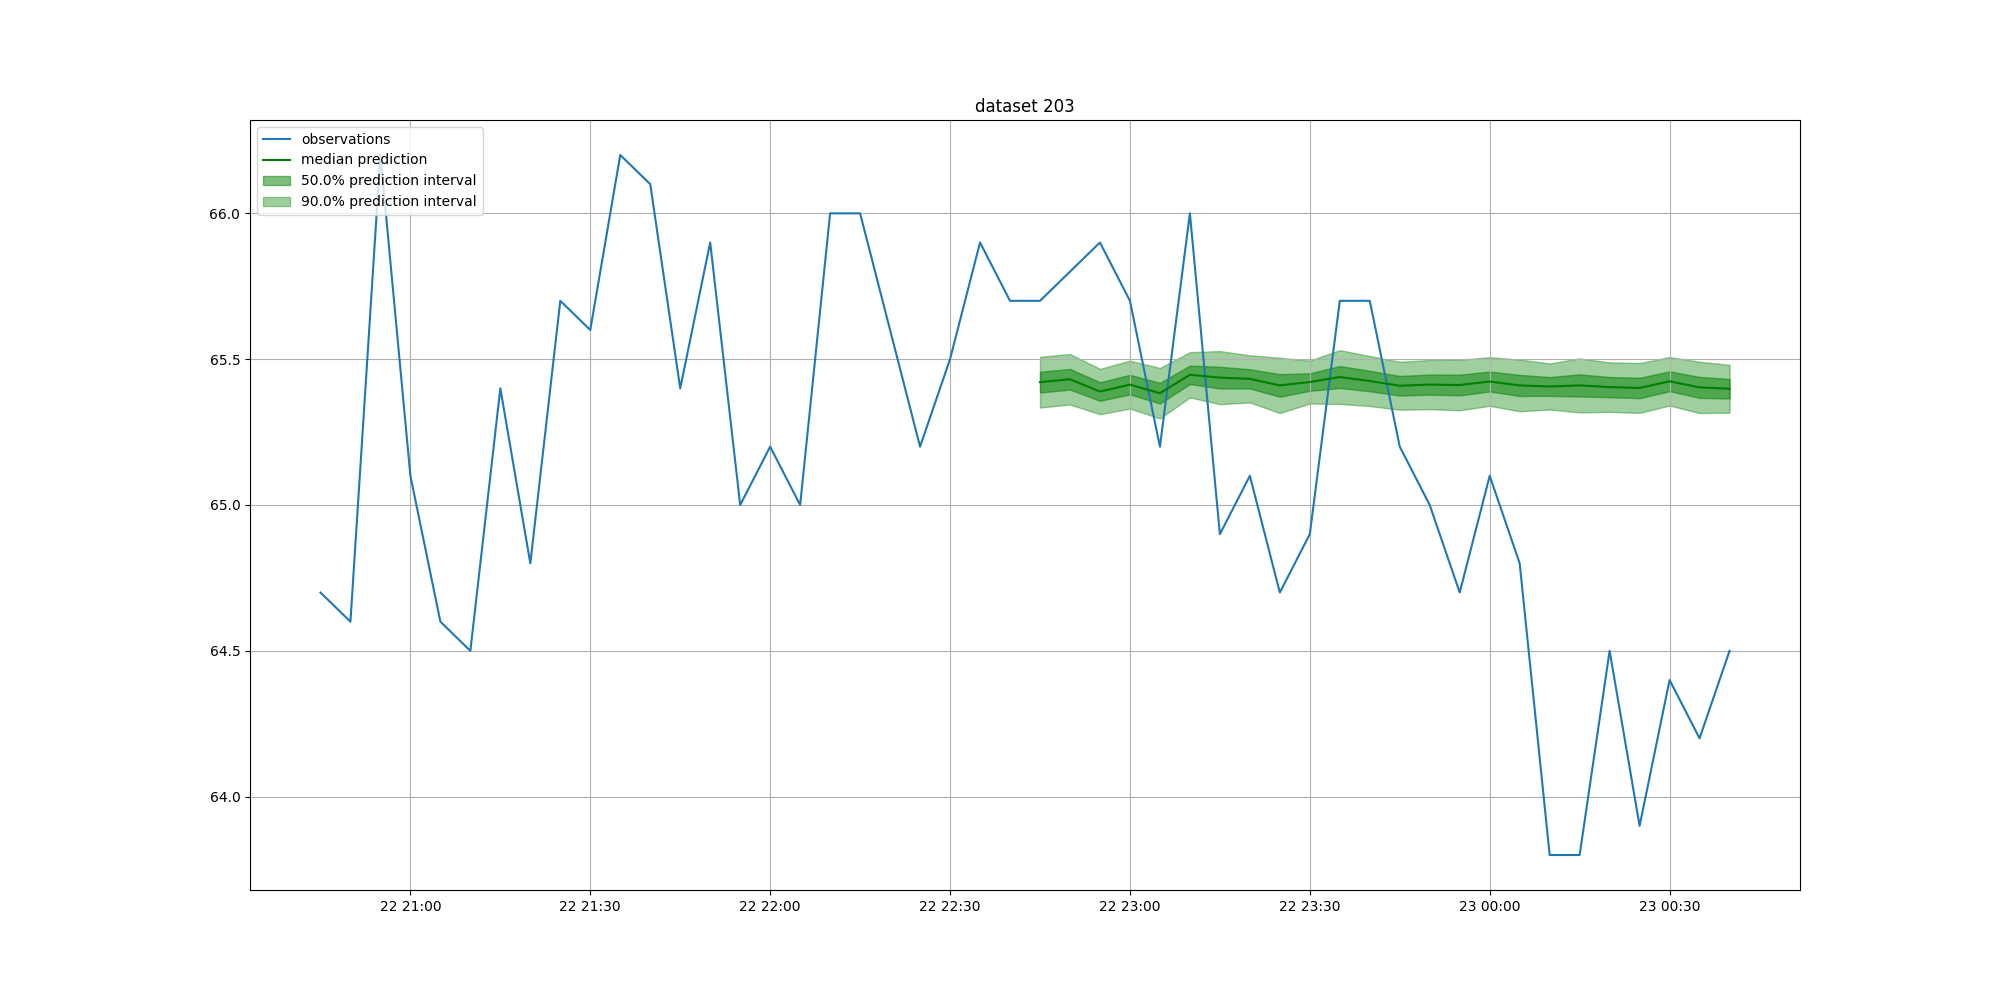 dataset 203
observations
median prediction
50.0% prediction interval
90.0% prediction interval
66.0
65.5
65.0
64.5
64.0
22 21:00
22 21:30
22 22:00
22 22:30
22 23:00
22 23:30
23 00:00
23 00:30